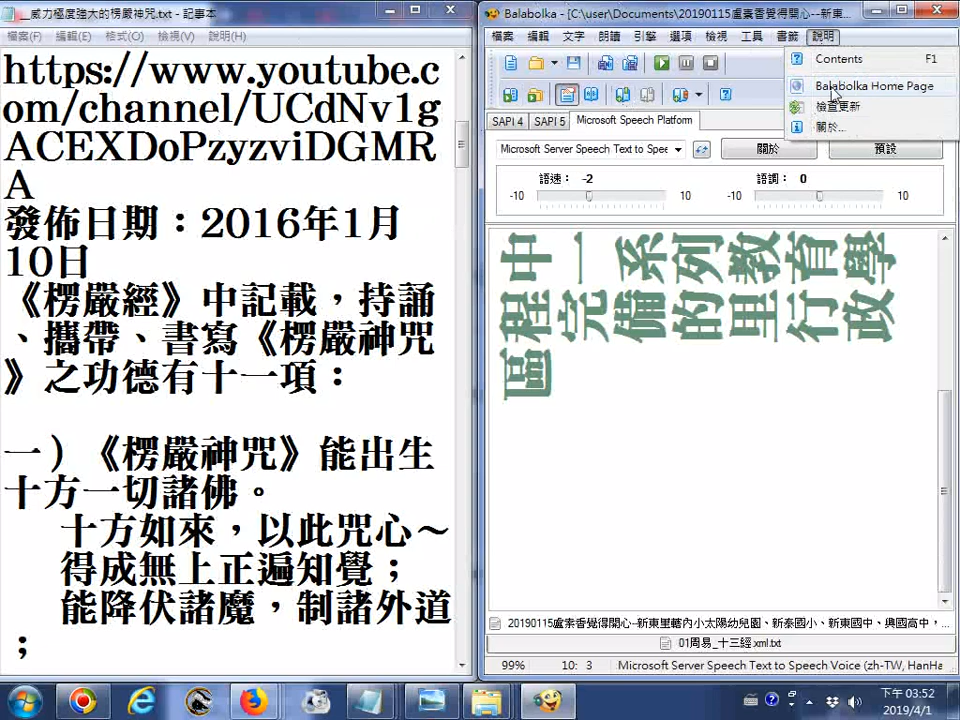 __威力極度強大的楞嚴神咒.txt - 記事本
檔案(F) 編輯(E) 格式(O) 檢視(V) 說明(H)
https://www.youtube.c
om/channel/UCdNv1g
ACEXDoPzyzviDGMR
A
發佈日期：2016年1月
10日
《楞嚴經》中記載，持誦
、攜帶、書寫《楞嚴神咒
》之功德有十一項：
一）《楞嚴神咒》能出生
十方一切諸佛。
十方如來，以此咒心～
得成無上正遍知覺；
能降伏諸魔，制諸外道
；
Balabolka - [C:\user\Documents\20190115盧素香覺得開心--新東...
檔案 編輯 文字 朗讀 引擎 選項 檢視 工具 書籤 說明
Contents F1
Balabolka Home Page
檢查更新
關於...
SAPI 4 SAPI 5 Microsoft Speech Platform
Microsoft Server Speech Text to Spee 關於 預設
語速： -2 語調： 0
-10 10 -10 10
中一系列教育學
程完備的里行政
區
20190115盧素香覺得開心--新東里轄內小太陽幼兒園、新泰國小、新東國中、興國高中，...
01周易_十三經.xml.txt
99% 10: 3 Microsoft Server Speech Text to Speech Voice (zh-TW, HanHa
下午 03:52
2019/4/1